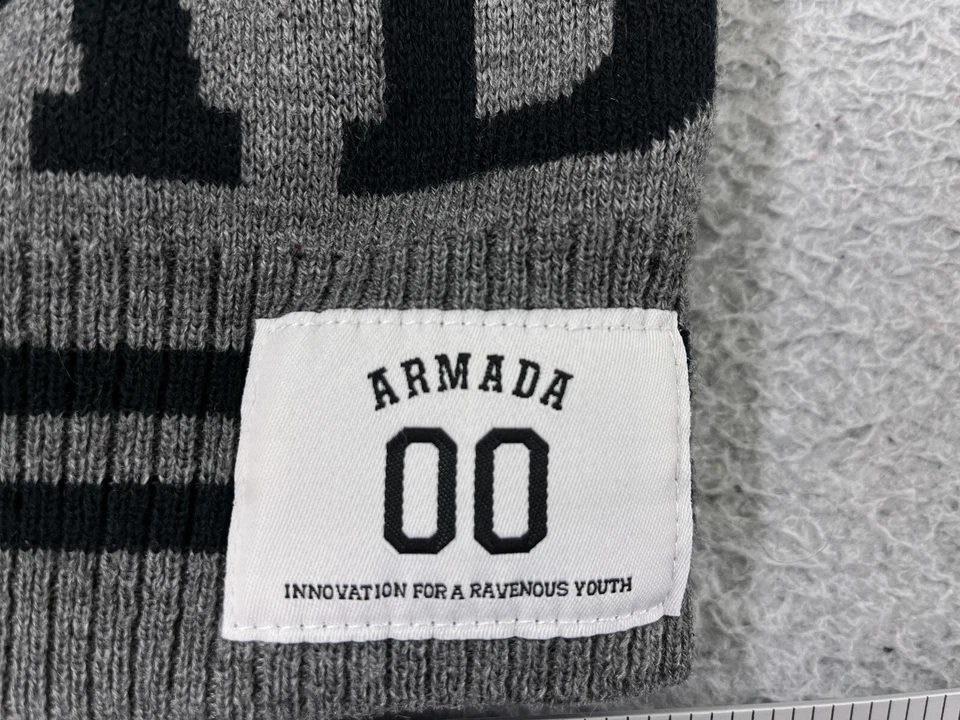 ARMADA
00
INNOVATION FOR A RAVENOUS YOUTH